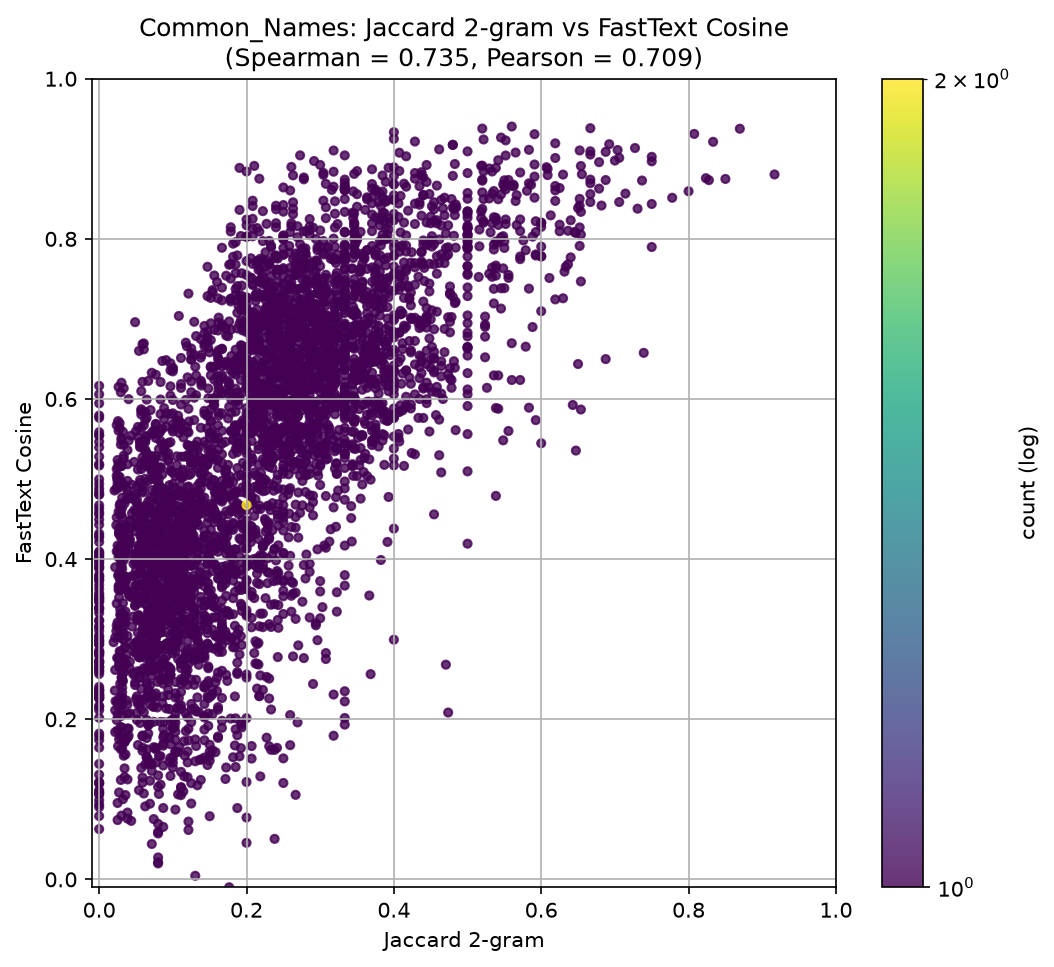 Common_Names: Jaccard 2-gram vs FastText Cosine
(Spearman = 0.735, Pearson = 0.709)
1.0
0.8
0.6
0.4
0.2
0.0
FastText Cosine
0.0 0.2 0.4 0.6 0.8 1.0
Jaccard 2-gram
2 × 10⁰
10⁰
count (log)